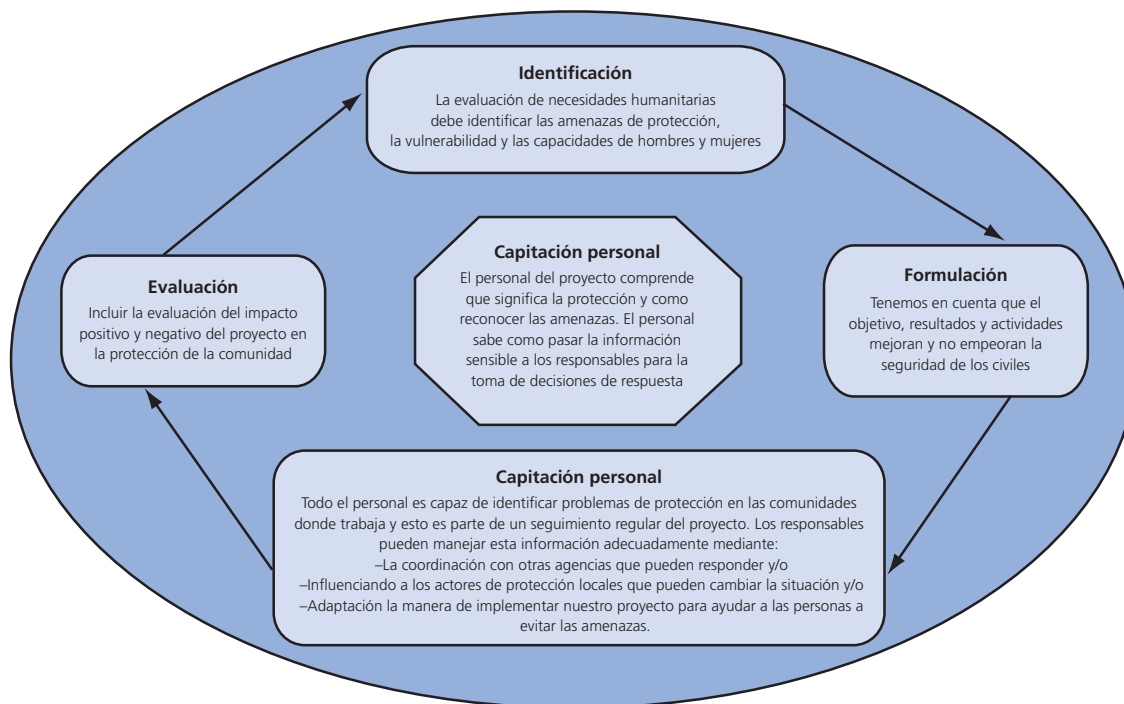 Identificación
La evaluación de necesidades humanitarias
debe identificar las amenazas de protección,
la vulnerabilidad y las capacidades de hombres y mujeres
Capitación personal
El personal del proyecto comprende
que significa la protección y como
reconocer las amenazas. El personal
sabe como pasar la información
sensible a los responsables para la
toma de decisiones de respuesta
Evaluación
Incluir la evaluación del impacto
positivo y negativo del proyecto en
la protección de la comunidad
Formulación
Tenemos en cuenta que el
objetivo, resultados y actividades
mejoran y no empeoran la
seguridad de los civiles
Capitación personal
Todo el personal es capaz de identificar problemas de protección en las comunidades
donde trabaja y esto es parte de un seguimiento regular del proyecto. Los responsables
pueden manejar esta información adecuadamente mediante:
–La coordinación con otras agencias que pueden responder y/o
–Influenciando a los actores de protección locales que pueden cambiar la situación y/o
–Adaptación la manera de implementar nuestro proyecto para ayudar a las personas a
evitar las amenazas.